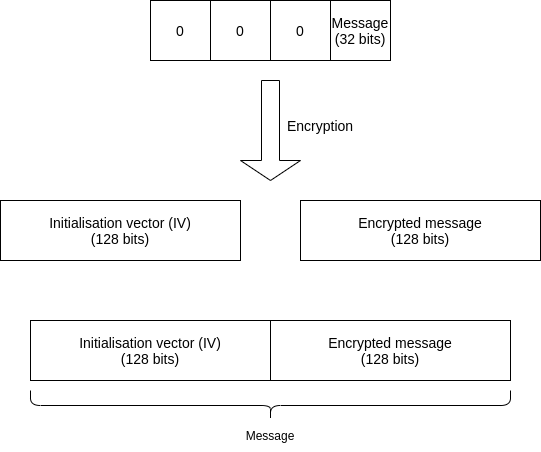 0
0
0
Message
(32 bits)
Encryption
Initialisation vector (IV)
(128 bits)
Encrypted message
(128 bits)
Initialisation vector (IV)
(128 bits)
Encrypted message
(128 bits)
Message